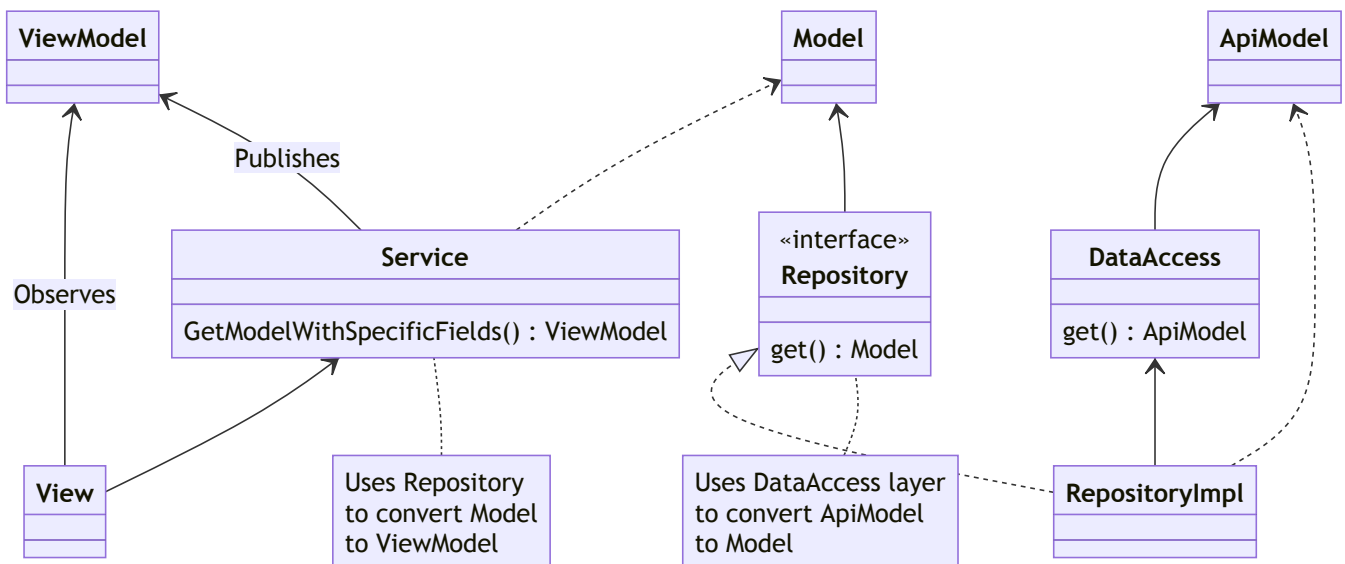 ViewModel
Model
ApiModel
Publishes
Observes
Service
GetModelWithSpecificFields() : ViewModel
«interface»
Repository
get() : Model
DataAccess
get() : ApiModel
View
Uses Repository
to convert Model
to ViewModel
Uses DataAccess layer
to convert ApiModel
to Model
RepositoryImpl